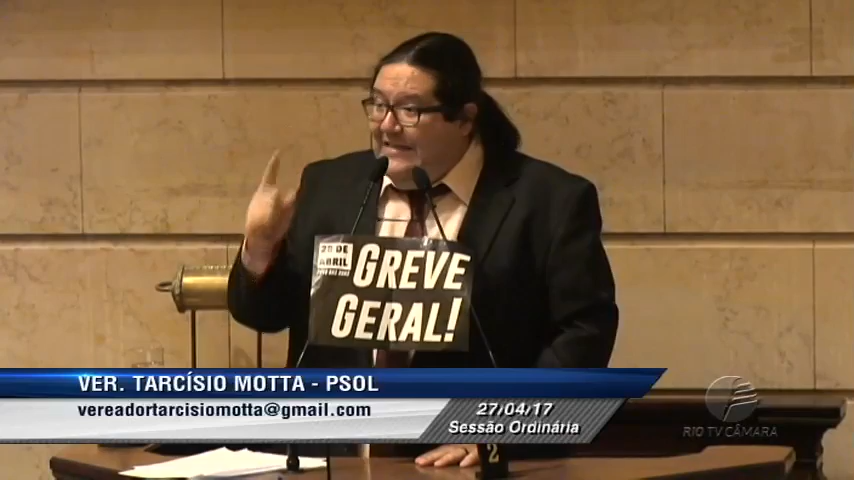 28 DE
ABRIL
GREVE
GERAL!
VER. TARCÍSIO MOTTA - PSOL
vereadortarcisiomotta@gmail.com
27/04/17
Sessão Ordinária
RIO TV CÂMARA
2